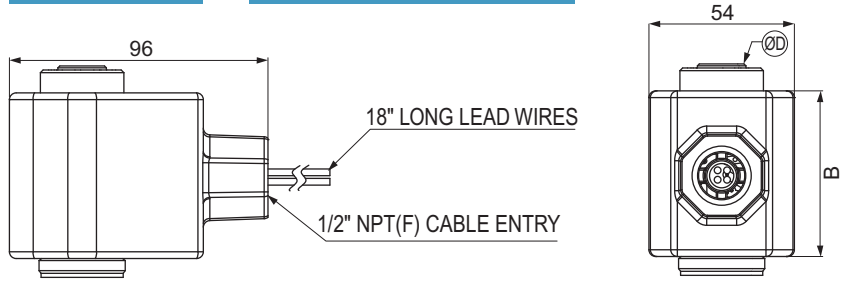 96
54
ØD
18" LONG LEAD WIRES
B
1/2" NPT(F) CABLE ENTRY